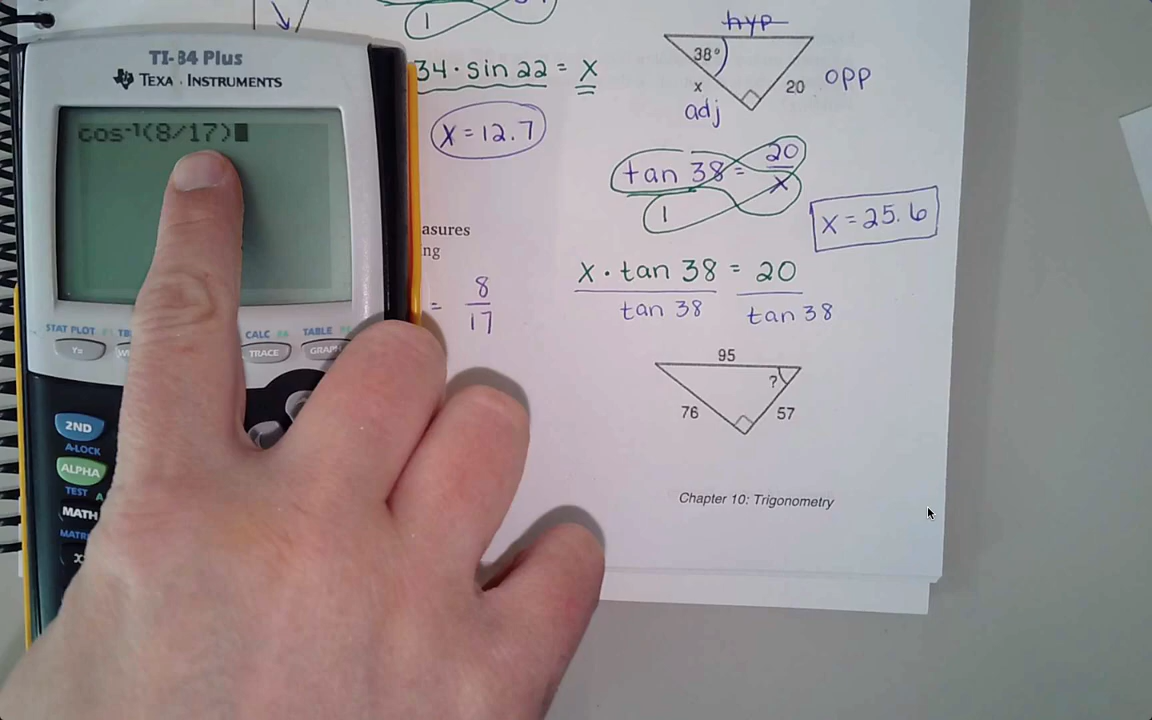 TI-84 Plus
TEXAS INSTRUMENTS
cos⁻¹(8/17)
STAT PLOT
CALC
TABLE
Y=
TRACE
2ND
A-LOCK
ALPHA
TEST A
MATH
1
34 · sin 22 = x
x = 12.7
asures
ng
= 8
17
hyp
38°
x
20
opp
adj
tan 38 = 20
x
1
x = 25.6
x · tan 38 = 20
tan 38 tan 38
95
?
76
57
Chapter 10: Trigonometry